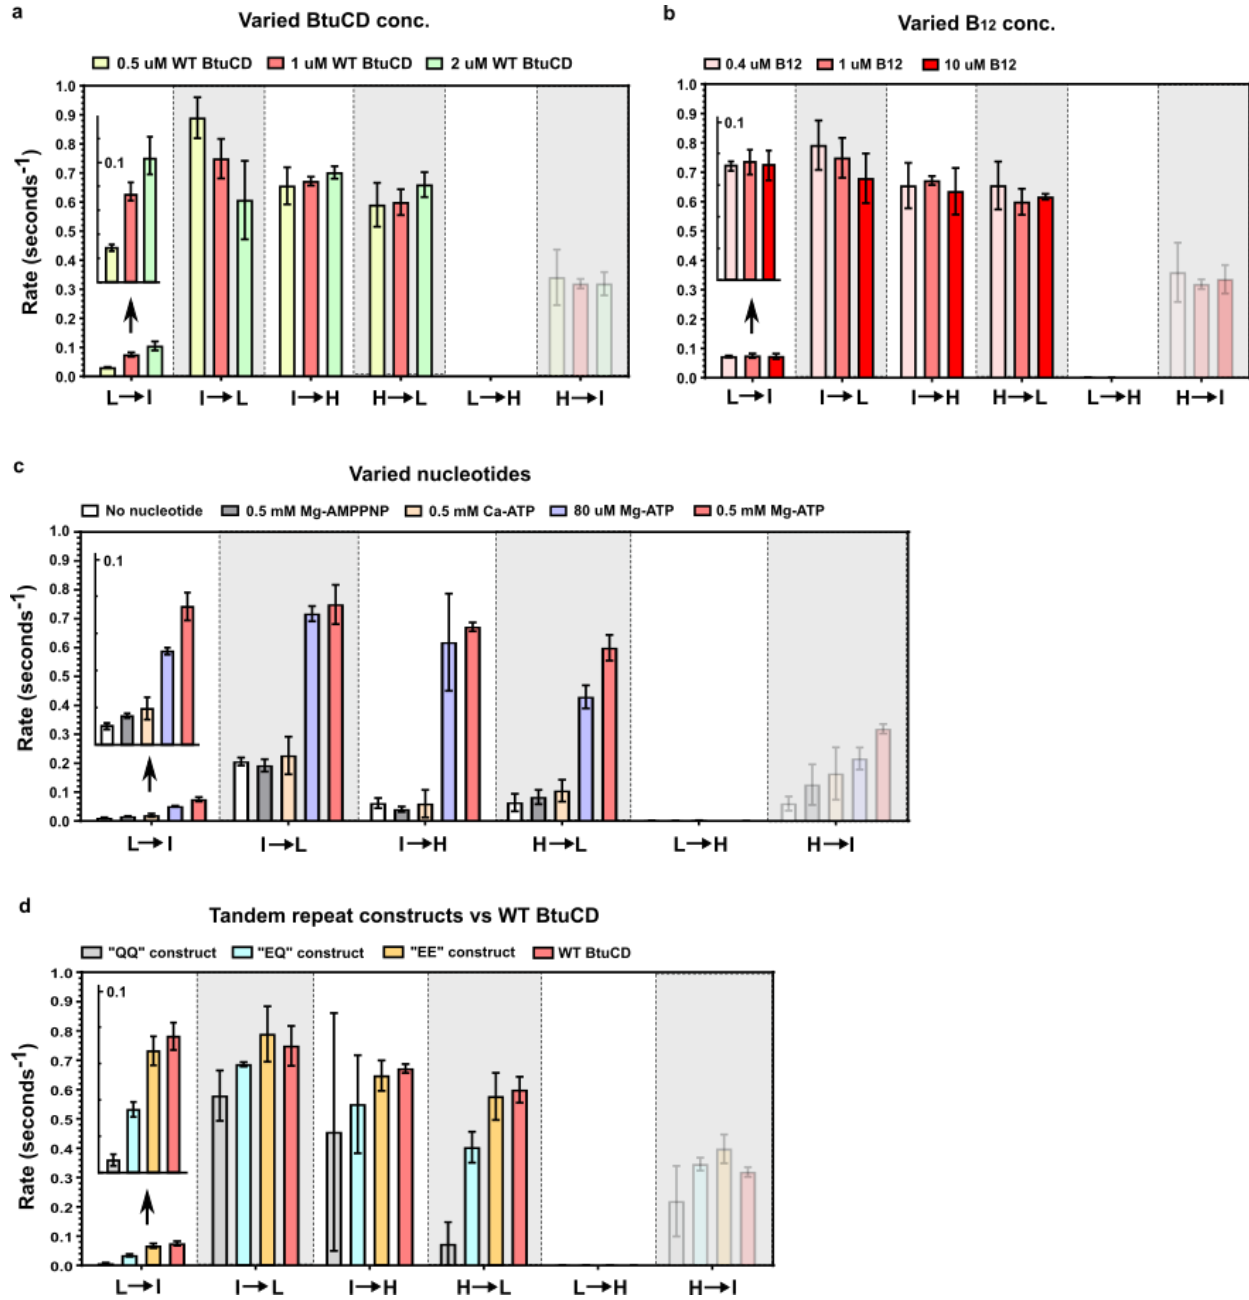 a
Varied BtuCD conc.
0.5 uM WT BtuCD 1 uM WT BtuCD 2 uM WT BtuCD
Rate (seconds-1)
1.0
0.9
0.8
0.7
0.6
0.5
0.4
0.3
0.2
0.1
0.0
0.1
L→I I→L I→H H→L L→H H→I
b
Varied B12 conc.
0.4 uM B12 1 uM B12 10 uM B12
1.0
0.9
0.8
0.7
0.6
0.5
0.4
0.3
0.2
0.1
0.0
0.1
L→I I→L I→H H→L L→H H→I
c
Varied nucleotides
No nucleotide 0.5 mM Mg-AMPPNP 0.5 mM Ca-ATP 80 uM Mg-ATP 0.5 mM Mg-ATP
Rate (seconds-1)
1.0
0.9
0.8
0.7
0.6
0.5
0.4
0.3
0.2
0.1
0.0
0.1
L→I I→L I→H H→L L→H H→I
d
Tandem repeat constructs vs WT BtuCD
"QQ" construct "EQ" construct "EE" construct WT BtuCD
Rate (seconds-1)
1.0
0.9
0.8
0.7
0.6
0.5
0.4
0.3
0.2
0.1
0.0
0.1
L→I I→L I→H H→L L→H H→I